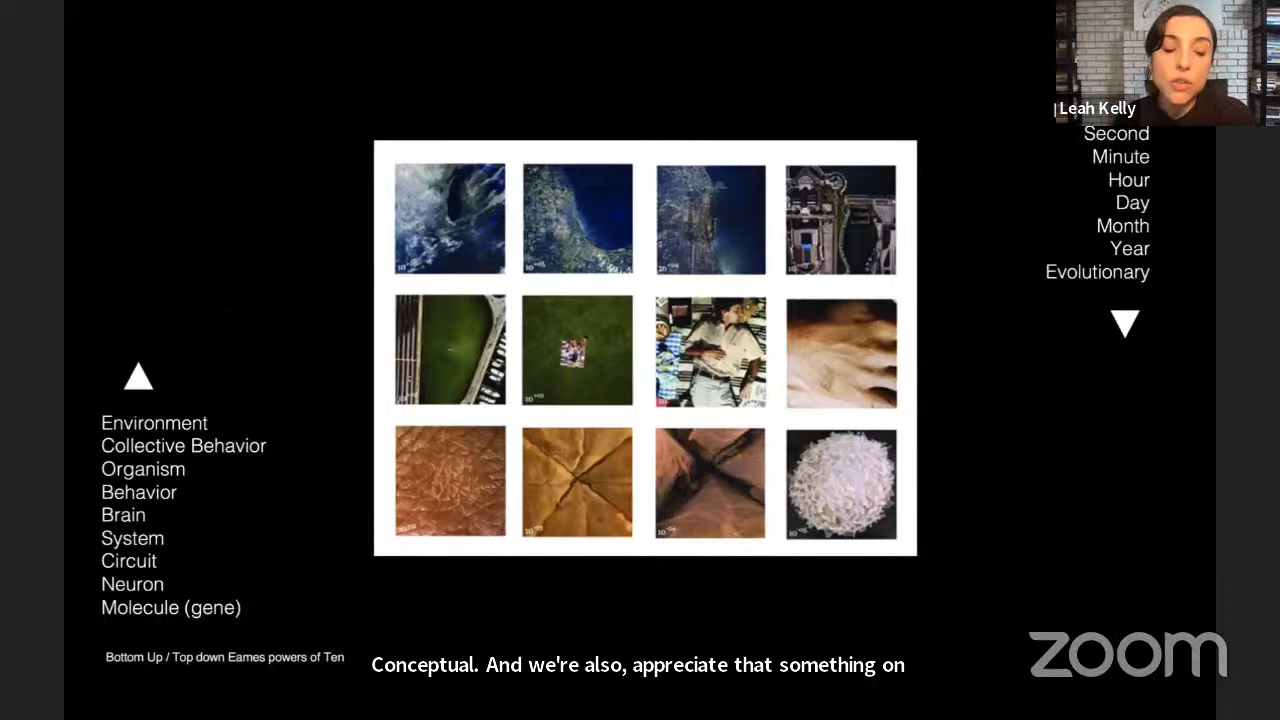 Leah Kelly
Second
Minute
Hour
Day
Month
Year
Evolutionary
Environment
Collective Behavior
Organism
Behavior
Brain
System
Circuit
Neuron
Molecule (gene)
Bottom Up / Top down Eames powers of Ten
Conceptual. And we're also, appreciate that something on
zoom